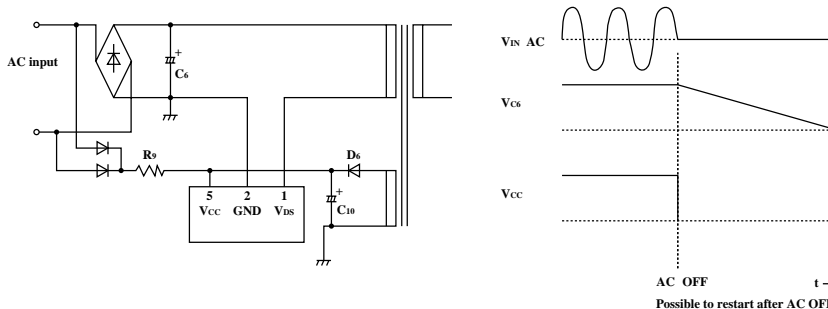 AC input
+
C6
R9
D6
+
C10
5 2 1
VCC GND VDS
VIN AC
VC6
VCC
AC OFF
t
Possible to restart after AC OF